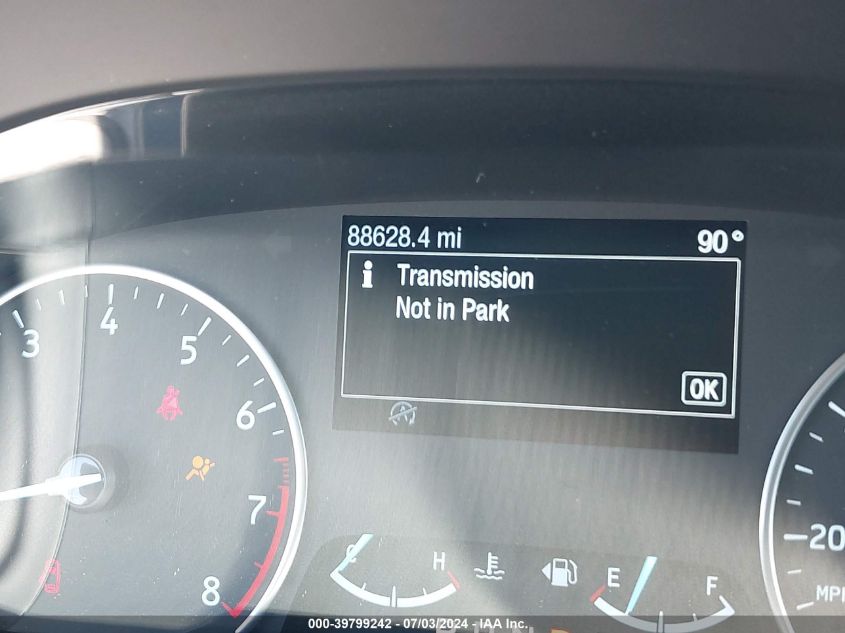 88628.4 mi 90°
i Transmission
Not in Park
OK
3 4 5 6 7 8
C H
E F
20
MPH
000-39799242 - 07/03/2024 - IAA Inc.